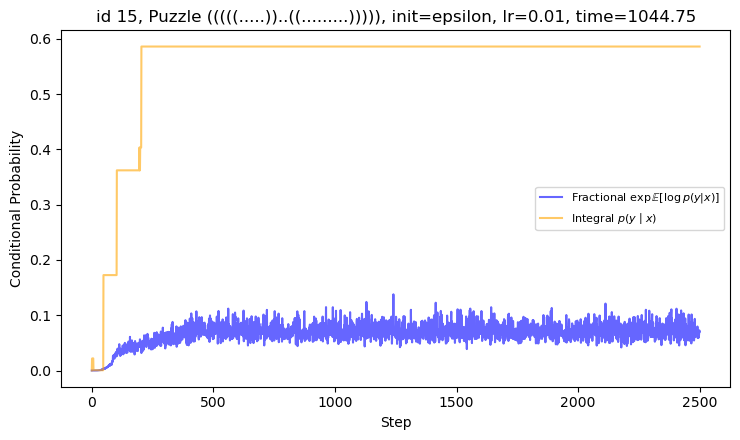 id 15, Puzzle (((((.....))..((.........))))), init=epsilon, lr=0.01, time=1044.75
Conditional Probability
0.6
0.5
0.4
0.3
0.2
0.1
0.0
Fractional exp𝔼[log p(y|x)]
Integral p(y | x)
0 500 1000 1500 2000 2500
Step